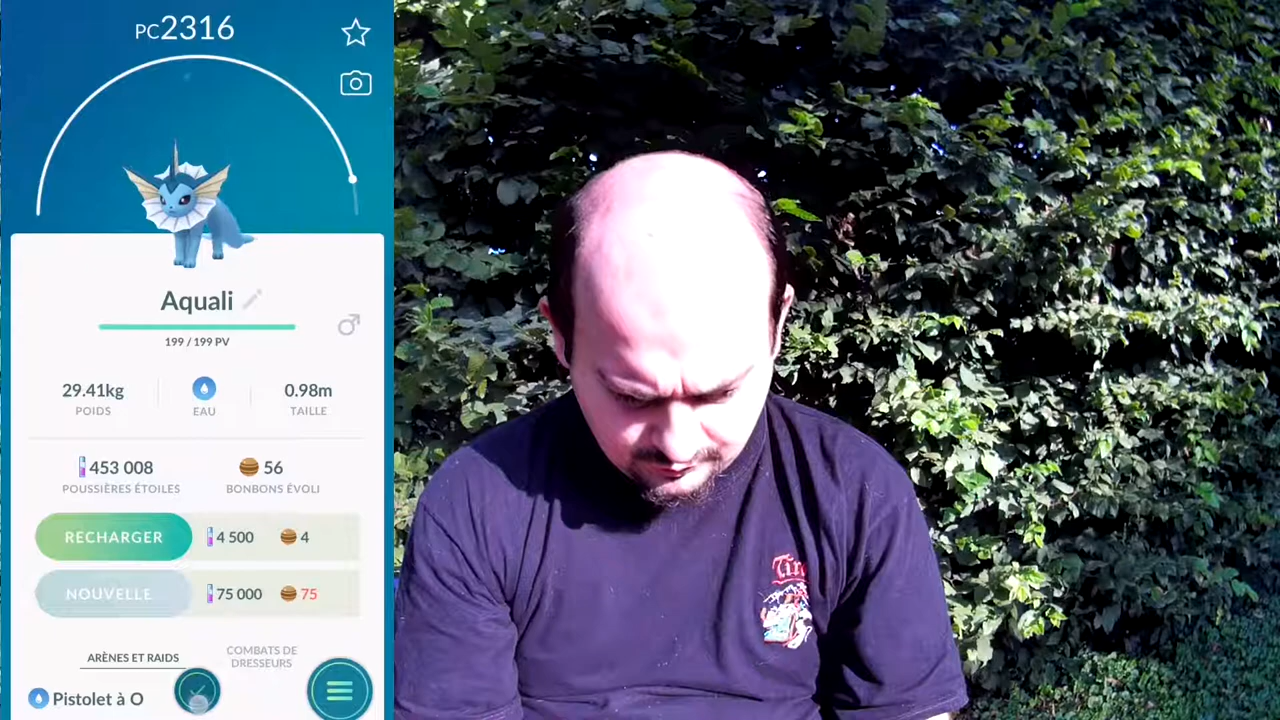 PC2316
Aquali
199 / 199 PV
29.41kg
POIDS
EAU
0.98m
TAILLE
453 008
POUSSIÈRES ÉTOILES
56
BONBONS ÉVOLI
RECHARGER 4 500 4
NOUVELLE 75 000 75
ARÈNES ET RAIDS
COMBATS DE
DRESSEURS
Pistolet à O